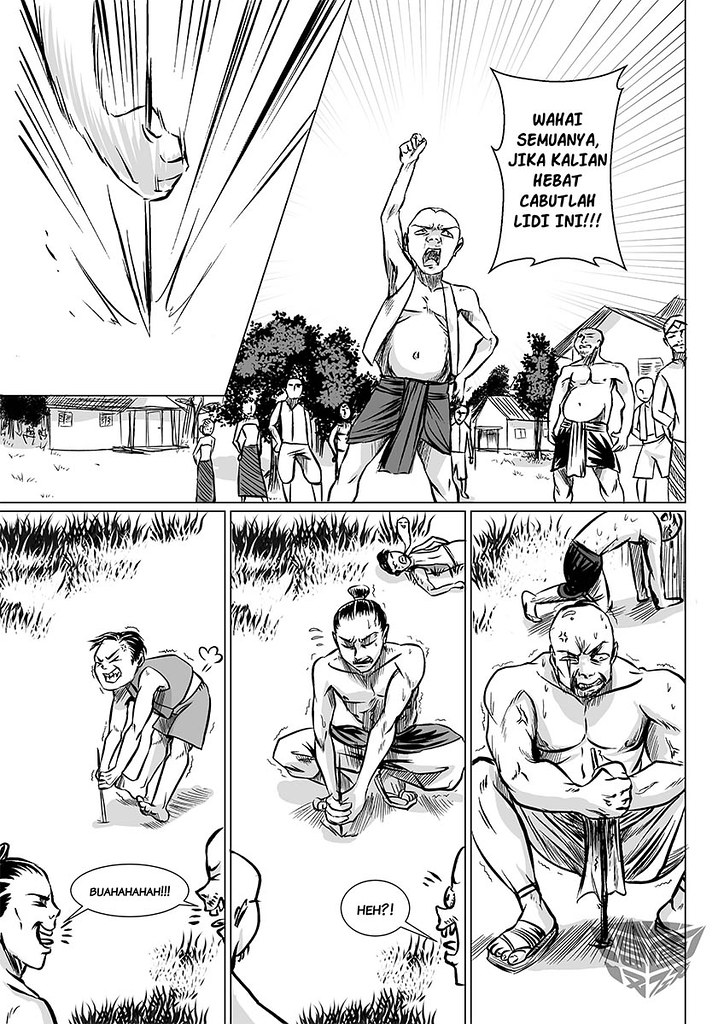 WAHAI
SEMUANYA,
JIKA KALIAN
HEBAT
CABUTLAH
LIDI INI!!!
BUAHAHAHAH!!!
HEH?!